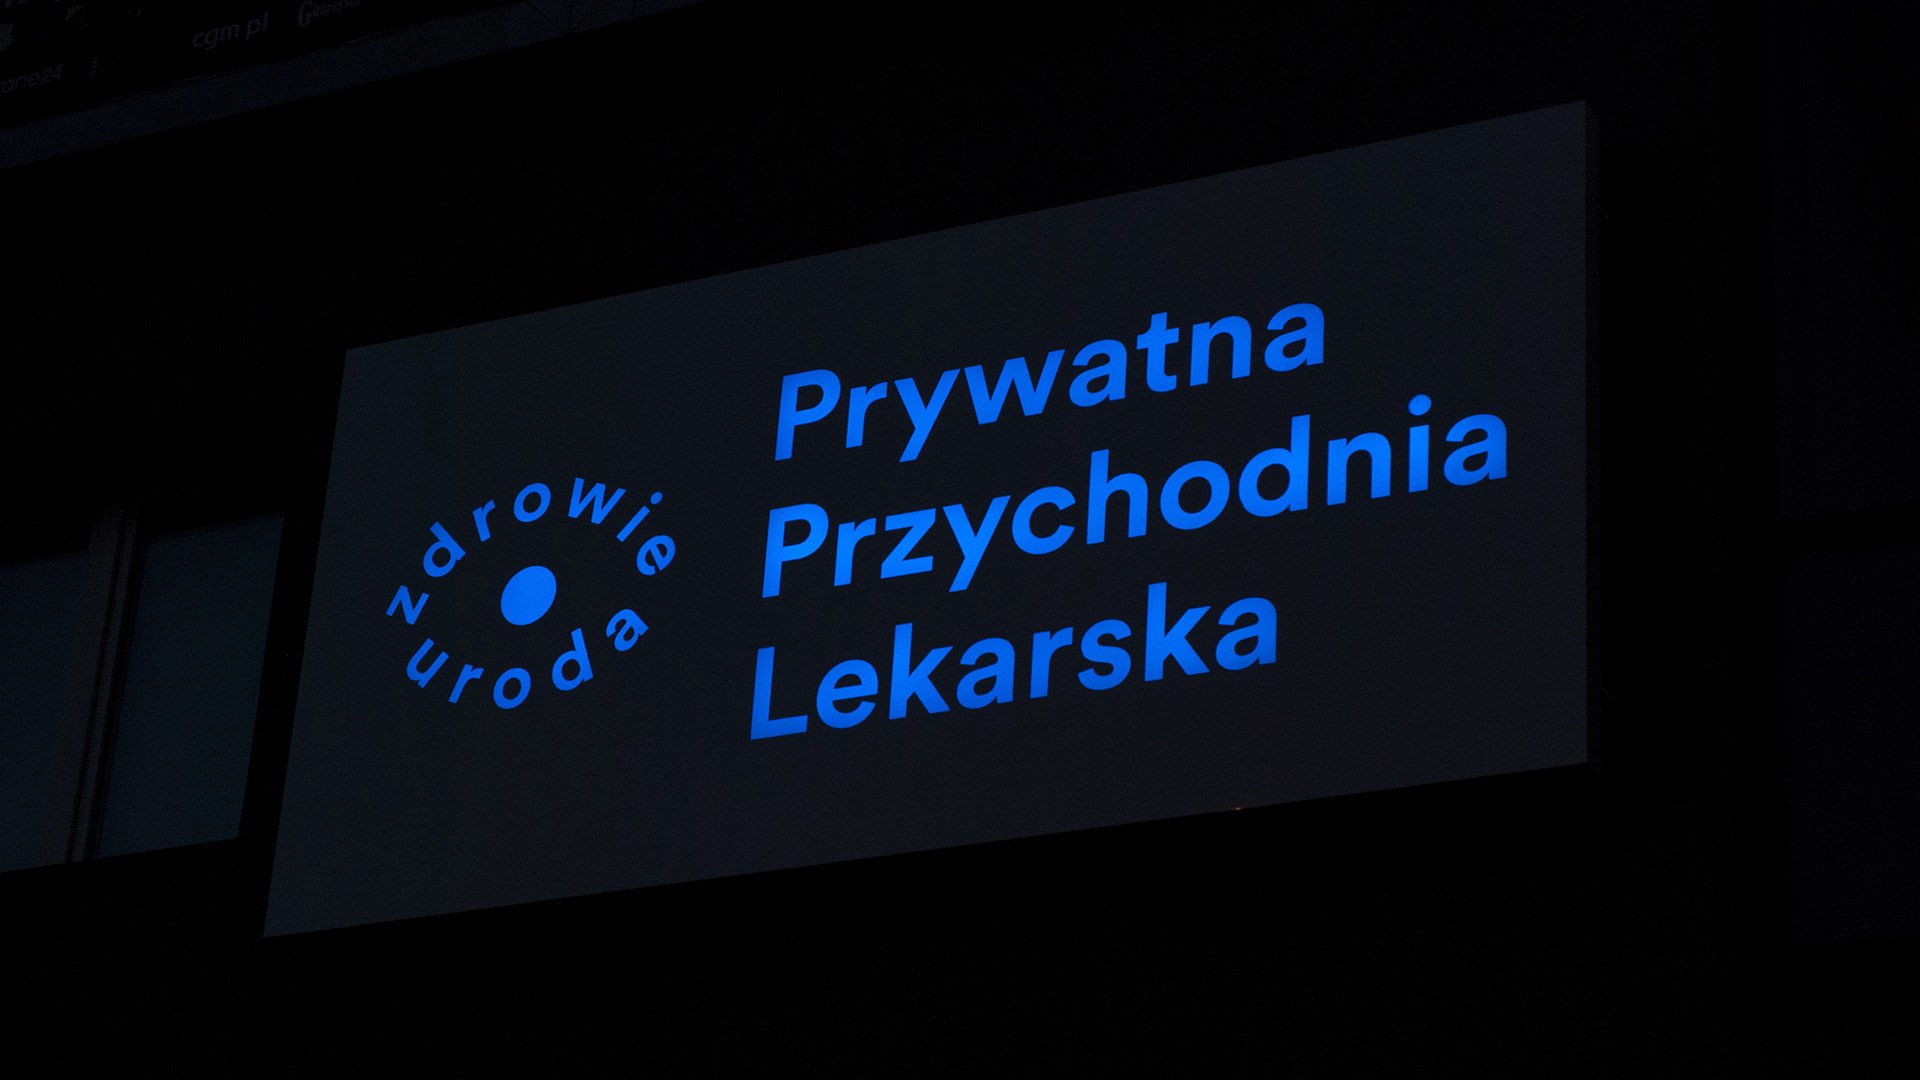 cgm.pl
zdrowie
uroda
Prywatna
Przychodnia
Lekarska